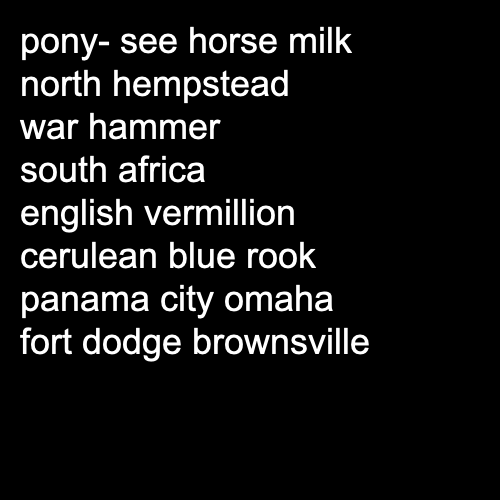 pony- see horse milk
north hempstead
war hammer
south africa
english vermillion
cerulean blue rook
panama city omaha
fort dodge brownsville